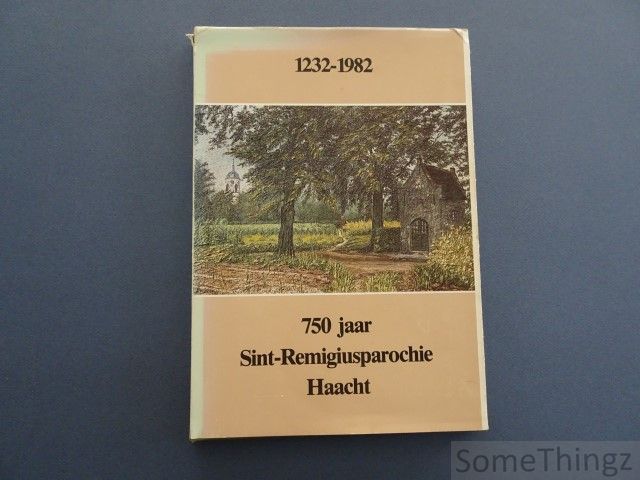 1232-1982
750 jaar
Sint-Remigiusparochie
Haacht
SomeThingz